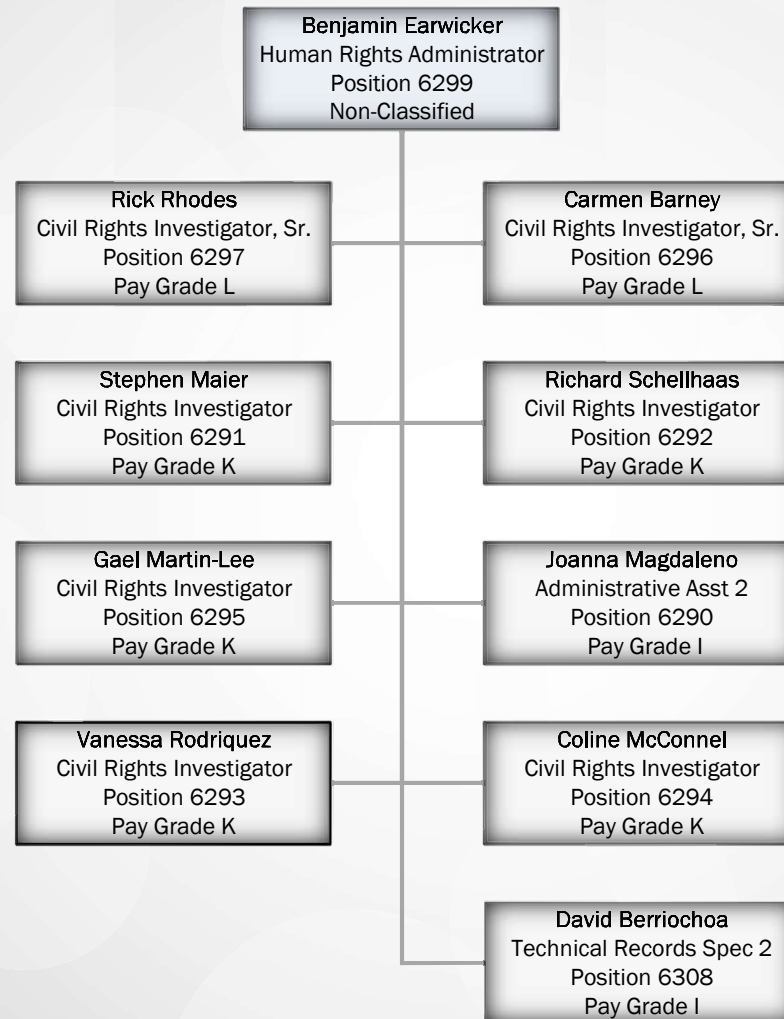 Benjamin Earwicker
Human Rights Administrator
Position 6299
Non-Classified
Rick Rhodes
Civil Rights Investigator, Sr.
Position 6297
Pay Grade L
Carmen Barney
Civil Rights Investigator, Sr.
Position 6296
Pay Grade L
Stephen Maier
Civil Rights Investigator
Position 6291
Pay Grade K
Richard Schellhaas
Civil Rights Investigator
Position 6292
Pay Grade K
Gael Martin-Lee
Civil Rights Investigator
Position 6295
Pay Grade K
Joanna Magdaleno
Administrative Asst 2
Position 6290
Pay Grade I
Vanessa Rodriquez
Civil Rights Investigator
Position 6293
Pay Grade K
Coline McConnel
Civil Rights Investigator
Position 6294
Pay Grade K
David Berriochoa
Technical Records Spec 2
Position 6308
Pay Grade I